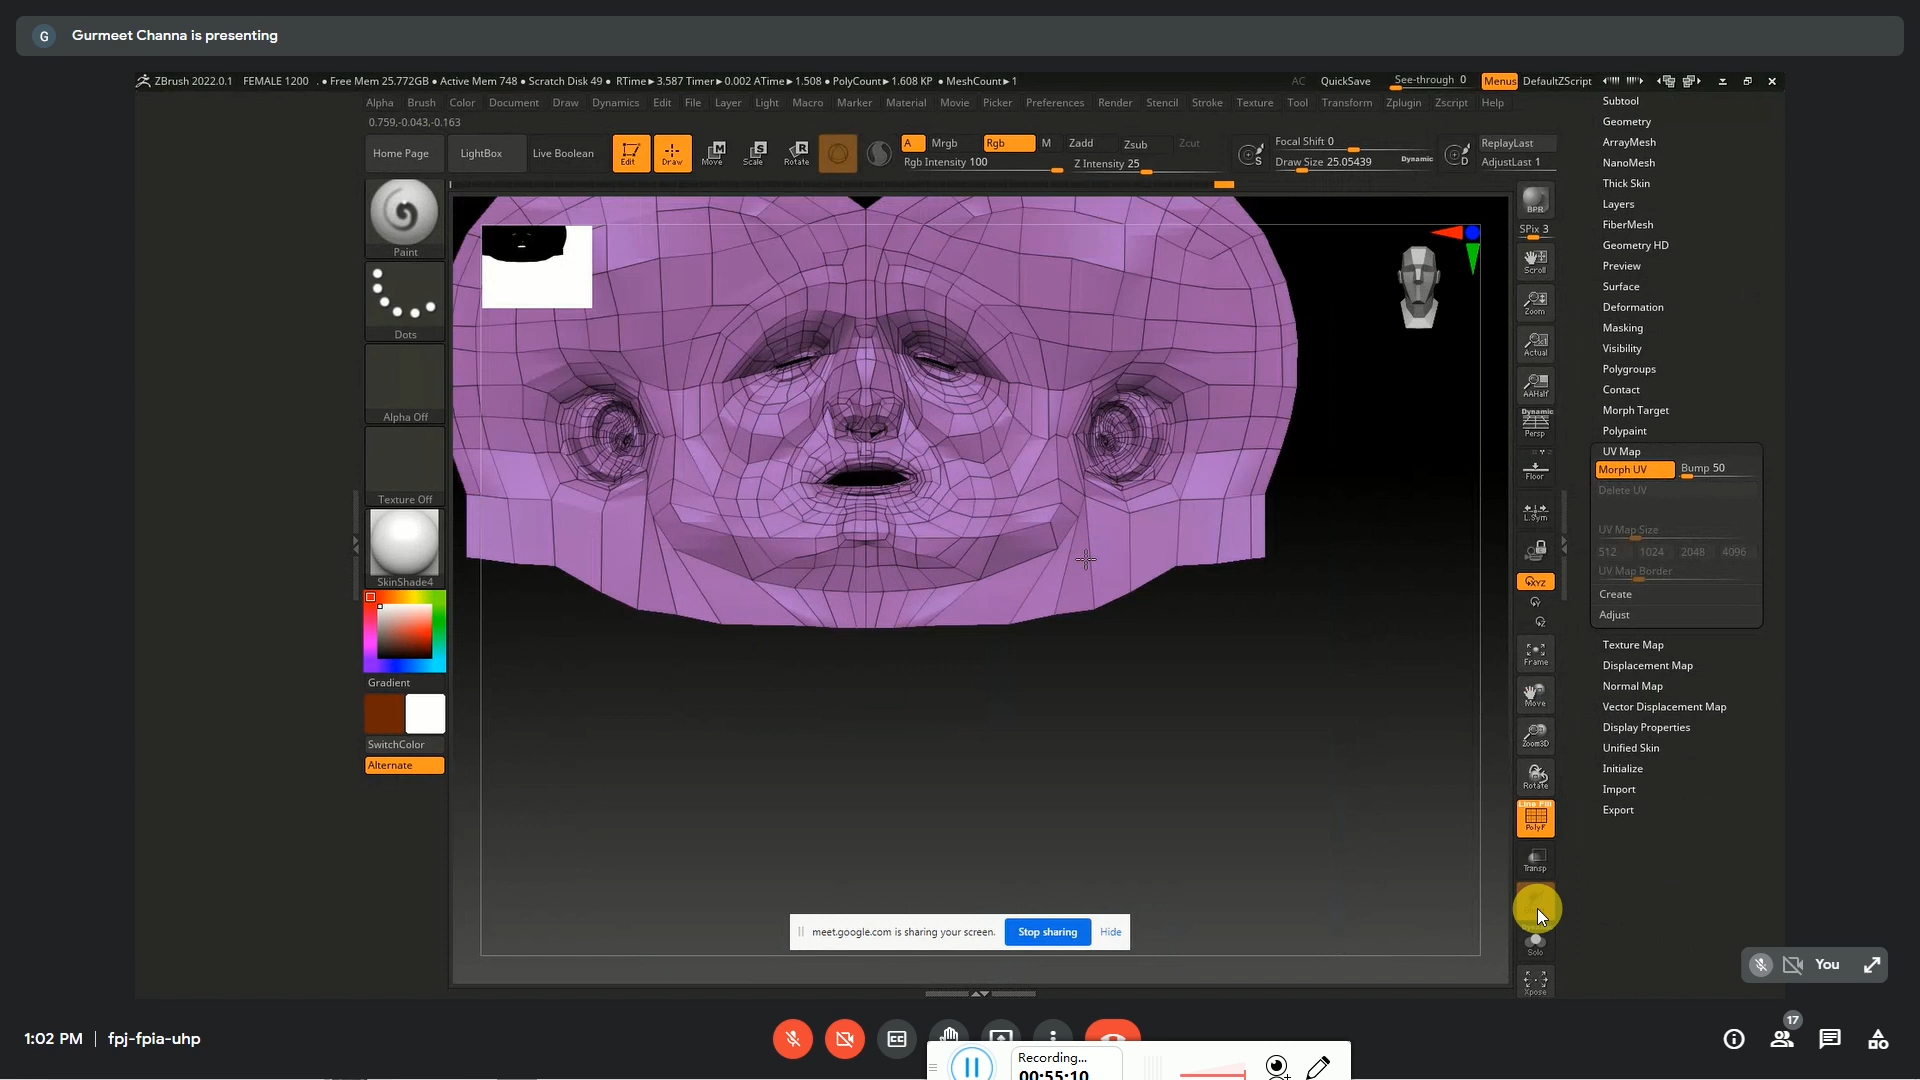 G Gurmeet Channa is presenting
ZBrush 2022.0.1 FEMALE 1200 . • Free Mem 25.772GB • Active Mem 748 • Scratch Disk 49 • RTime▸3.587 Timer▸0.002 ATime▸1.508 • PolyCount▸1.608 KP • MeshCount▸1
AC QuickSave See-through 0 Menus DefaultZScript
Alpha Brush Color Document Draw Dynamics Edit File Layer Light Macro Marker Material Movie Picker Preferences Render Stencil Stroke Texture Tool Transform Zplugin Zscript Help
0.759,-0.043,-0.163
Home Page LightBox Live Boolean Edit Draw Move Scale Rotate
A Mrgb Rgb M Zadd Zsub Zcut
Rgb Intensity 100 Z Intensity 25
Focal Shift 0
Draw Size 25.05439 Dynamic
S D
ReplayLast
AdjustLast 1
Paint
Dots
Alpha Off
Texture Off
SkinShade4
Gradient
SwitchColor
Alternate
BPR
SPix 3
Scroll
Zoom
Actual
AAHalf
Dynamic
Persp
Floor
L.Sym
XYZ
Frame
Move
Zoom3D
Rotate
Line Fill
PolyF
Transp
Solo
Xpose
Subtool
Geometry
ArrayMesh
NanoMesh
Thick Skin
Layers
FiberMesh
Geometry HD
Preview
Surface
Deformation
Masking
Visibility
Polygroups
Contact
Morph Target
Polypaint
UV Map
Morph UV Bump 50
Delete UV
UV Map Size
512 1024 2048 4096
UV Map Border
Create
Adjust
Texture Map
Displacement Map
Normal Map
Vector Displacement Map
Display Properties
Unified Skin
Initialize
Import
Export
meet.google.com is sharing your screen. Stop sharing Hide
You
1:02 PM | fpj-fpia-uhp
17
Recording...
00:55:10